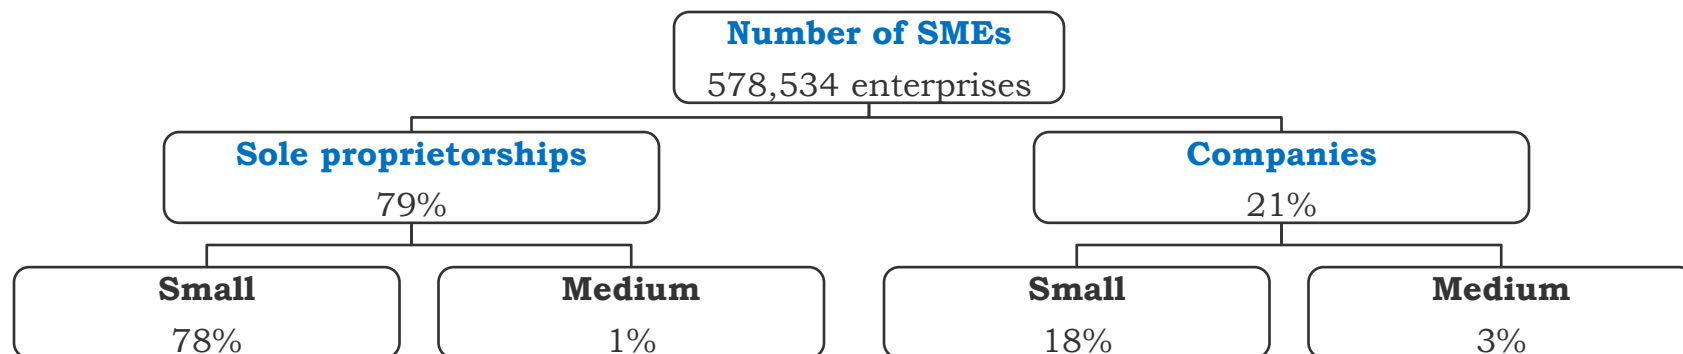 Number of SMEs
578,534 enterprises
Sole proprietorships
79%
Companies
21%
Small
78%
Medium
1%
Small
18%
Medium
3%